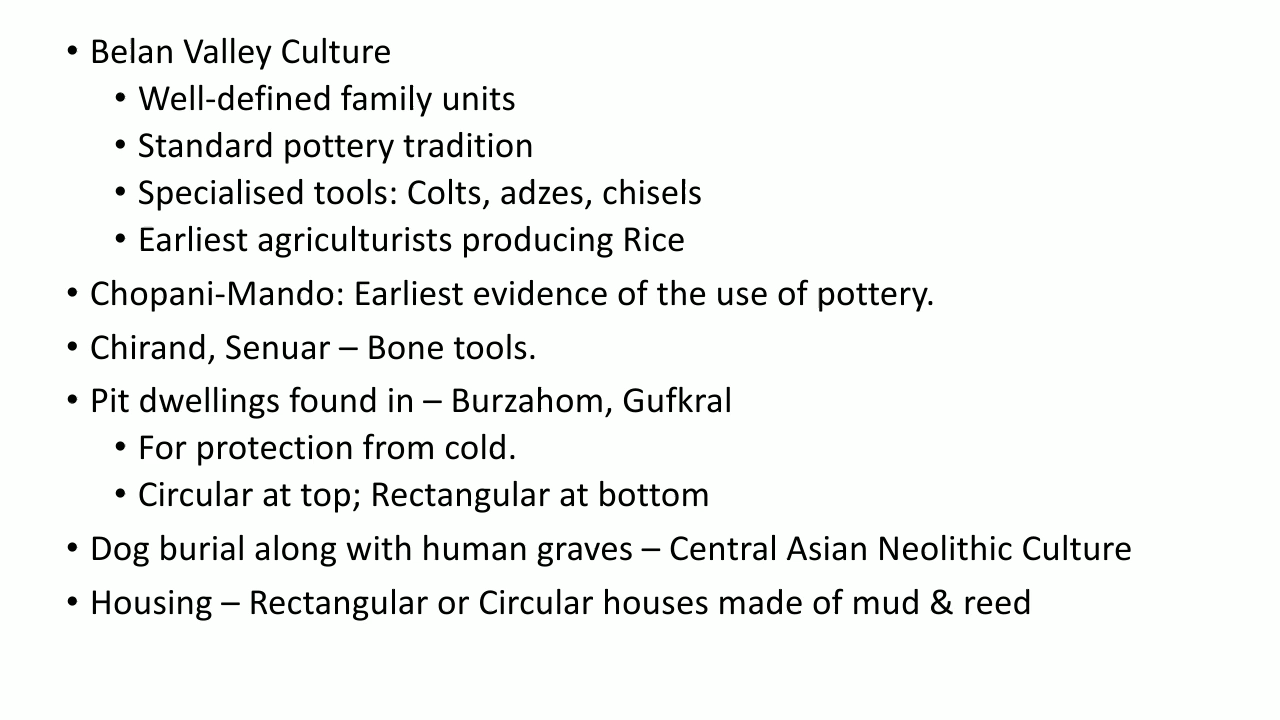 • Belan Valley Culture
• Well-defined family units
• Standard pottery tradition
• Specialised tools: Colts, adzes, chisels
• Earliest agriculturists producing Rice
• Chopani-Mando: Earliest evidence of the use of pottery.
• Chirand, Senuar – Bone tools.
• Pit dwellings found in – Burzahom, Gufkral
• For protection from cold.
• Circular at top; Rectangular at bottom
• Dog burial along with human graves – Central Asian Neolithic Culture
• Housing – Rectangular or Circular houses made of mud & reed